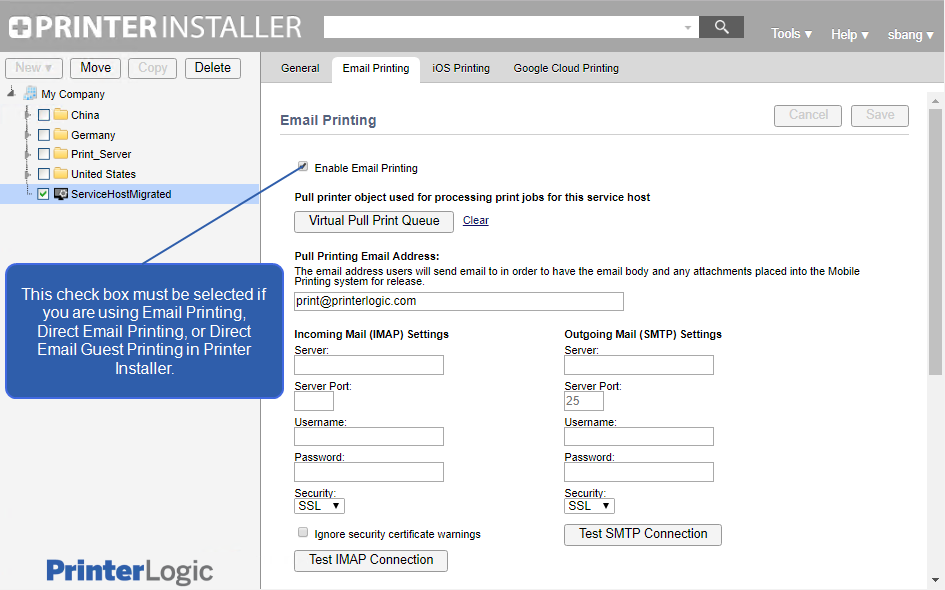 PRINTER INSTALLER
Tools ▾ Help ▾ sbang ▾
New ▾ Move Copy Delete
My Company
China
Germany
Print_Server
United States
ServiceHostMigrated
This check box must be selected if
you are using Email Printing,
Direct Email Printing, or Direct
Email Guest Printing in Printer
Installer.
PrinterLogic
General Email Printing iOS Printing Google Cloud Printing
Email Printing
Cancel Save
Enable Email Printing
Pull printer object used for processing print jobs for this service host
Virtual Pull Print Queue Clear
Pull Printing Email Address:
The email address users will send email to in order to have the email body and any attachments placed into the Mobile
Printing system for release.
print@printerlogic.com
Incoming Mail (IMAP) Settings
Server:
Server Port:
Username:
Password:
Security:
SSL ▾
Ignore security certificate warnings
Test IMAP Connection
Outgoing Mail (SMTP) Settings
Server:
Server Port:
25
Username:
Password:
Security:
SSL ▾
Test SMTP Connection